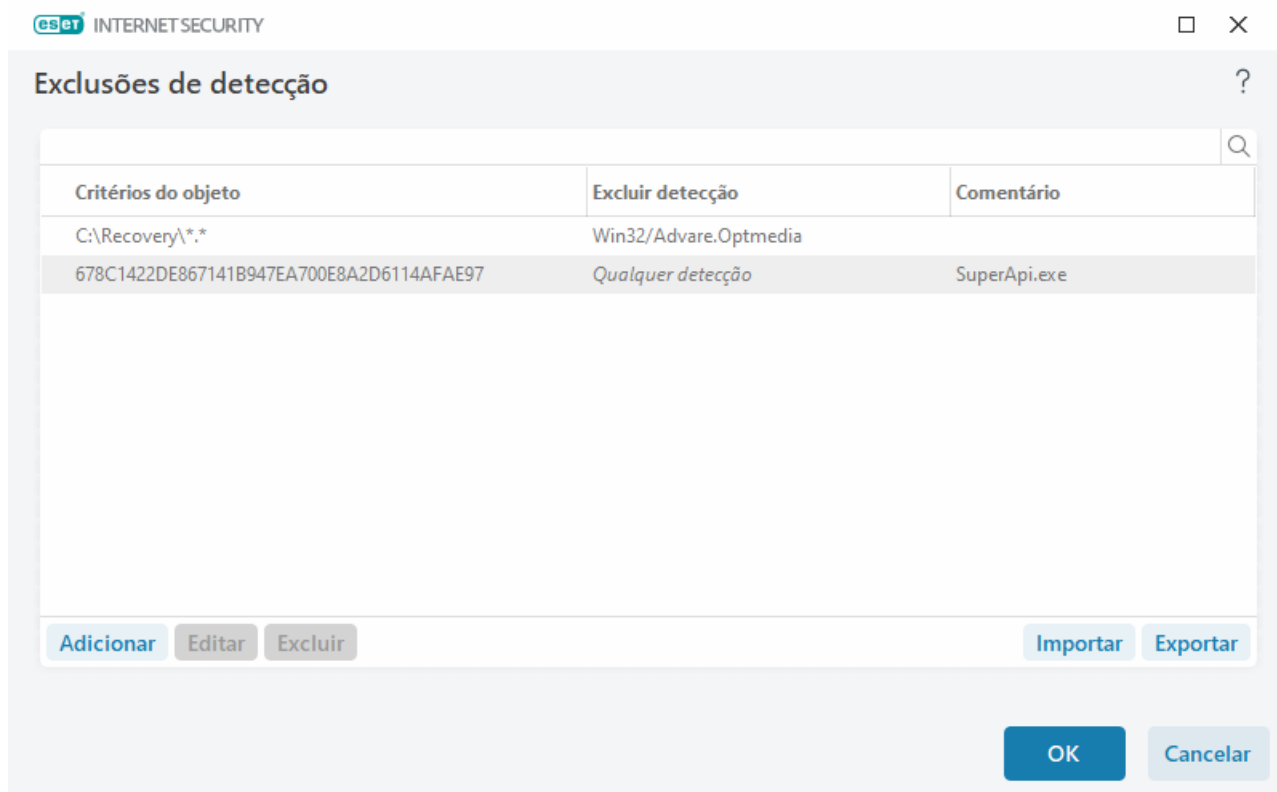 eset INTERNET SECURITY
Exclusões de detecção
?
Critérios do objeto Excluir detecção Comentário
C:\Recovery\*.* Win32/Advare.Optmedia
678C1422DE867141B947EA700E8A2D6114AFAE97 Qualquer detecção SuperApi.exe
Adicionar Editar Excluir Importar Exportar
OK Cancelar